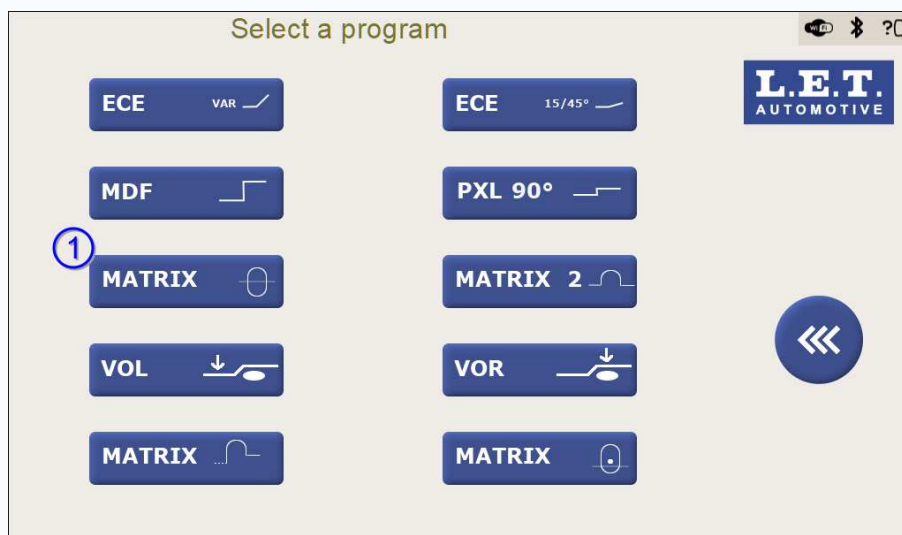 Select a program
WiFi ?
L.E.T.
AUTOMOTIVE
ECE VAR
ECE 15/45°
MDF
PXL 90°
1
MATRIX
MATRIX 2
VOL
VOR
MATRIX
MATRIX